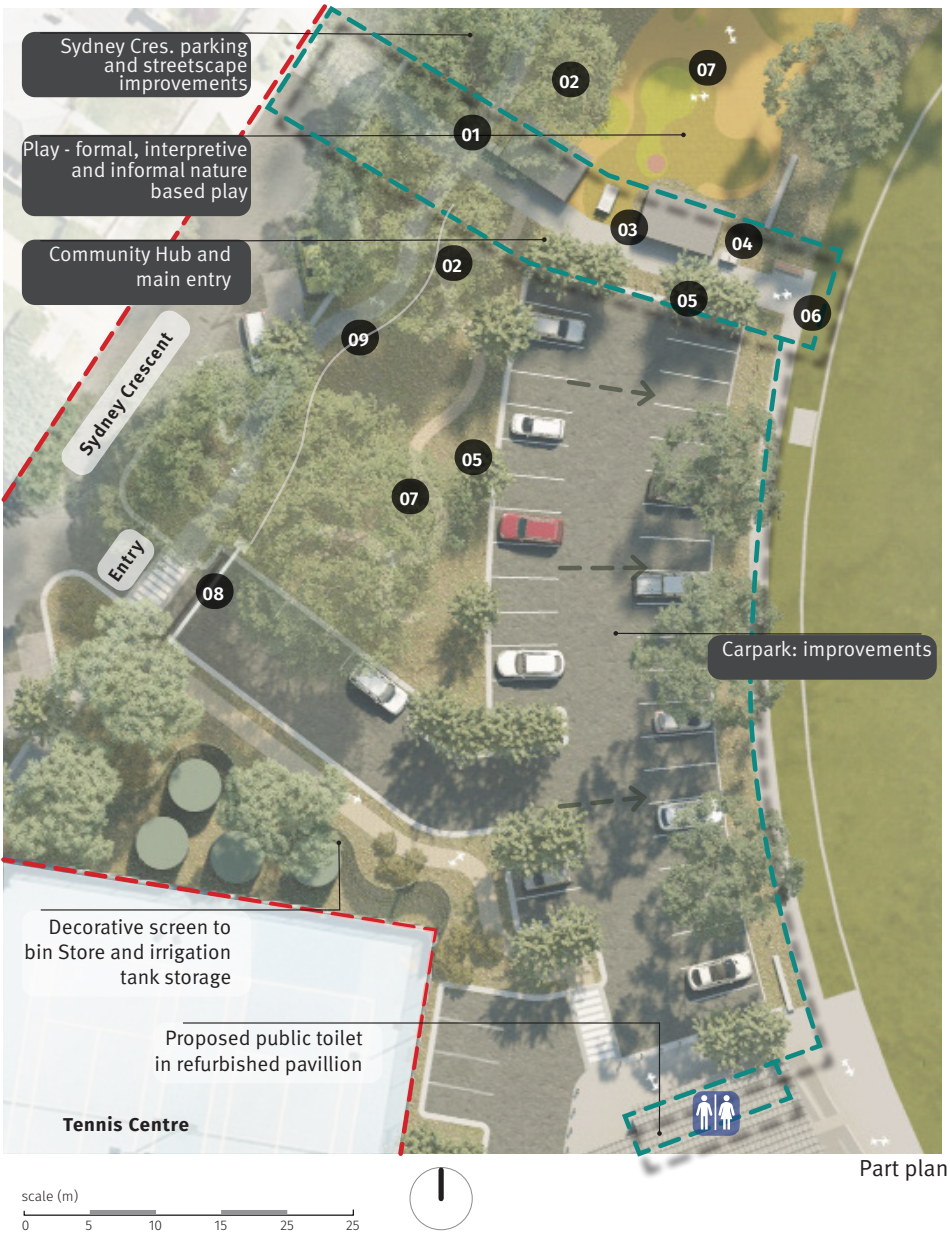 Sydney Cres. parking
and streetscape
improvements
02
07
01
Play - formal, interpretive
and informal nature
based play
03
04
Community Hub and
main entry
02
05
06
09
Sydney Crescent
05
07
Entry
08
Carpark: improvements
Decorative screen to
bin Store and irrigation
tank storage
Proposed public toilet
in refurbished pavillion
Tennis Centre
Part plan
scale (m)
0 5 10 15 25 25